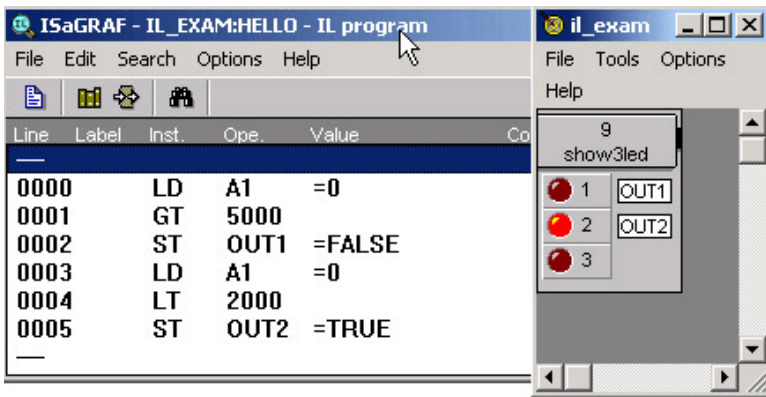 ISaGRAF - IL_EXAM:HELLO - IL program
File Edit Search Options Help
Line Label Inst. Ope. Value Co
0000 LD A1 =0
0001 GT 5000
0002 ST OUT1 =FALSE
0003 LD A1 =0
0004 LT 2000
0005 ST OUT2 =TRUE
il_exam
File Tools Options
Help
9
show3led
1 OUT1
2 OUT2
3